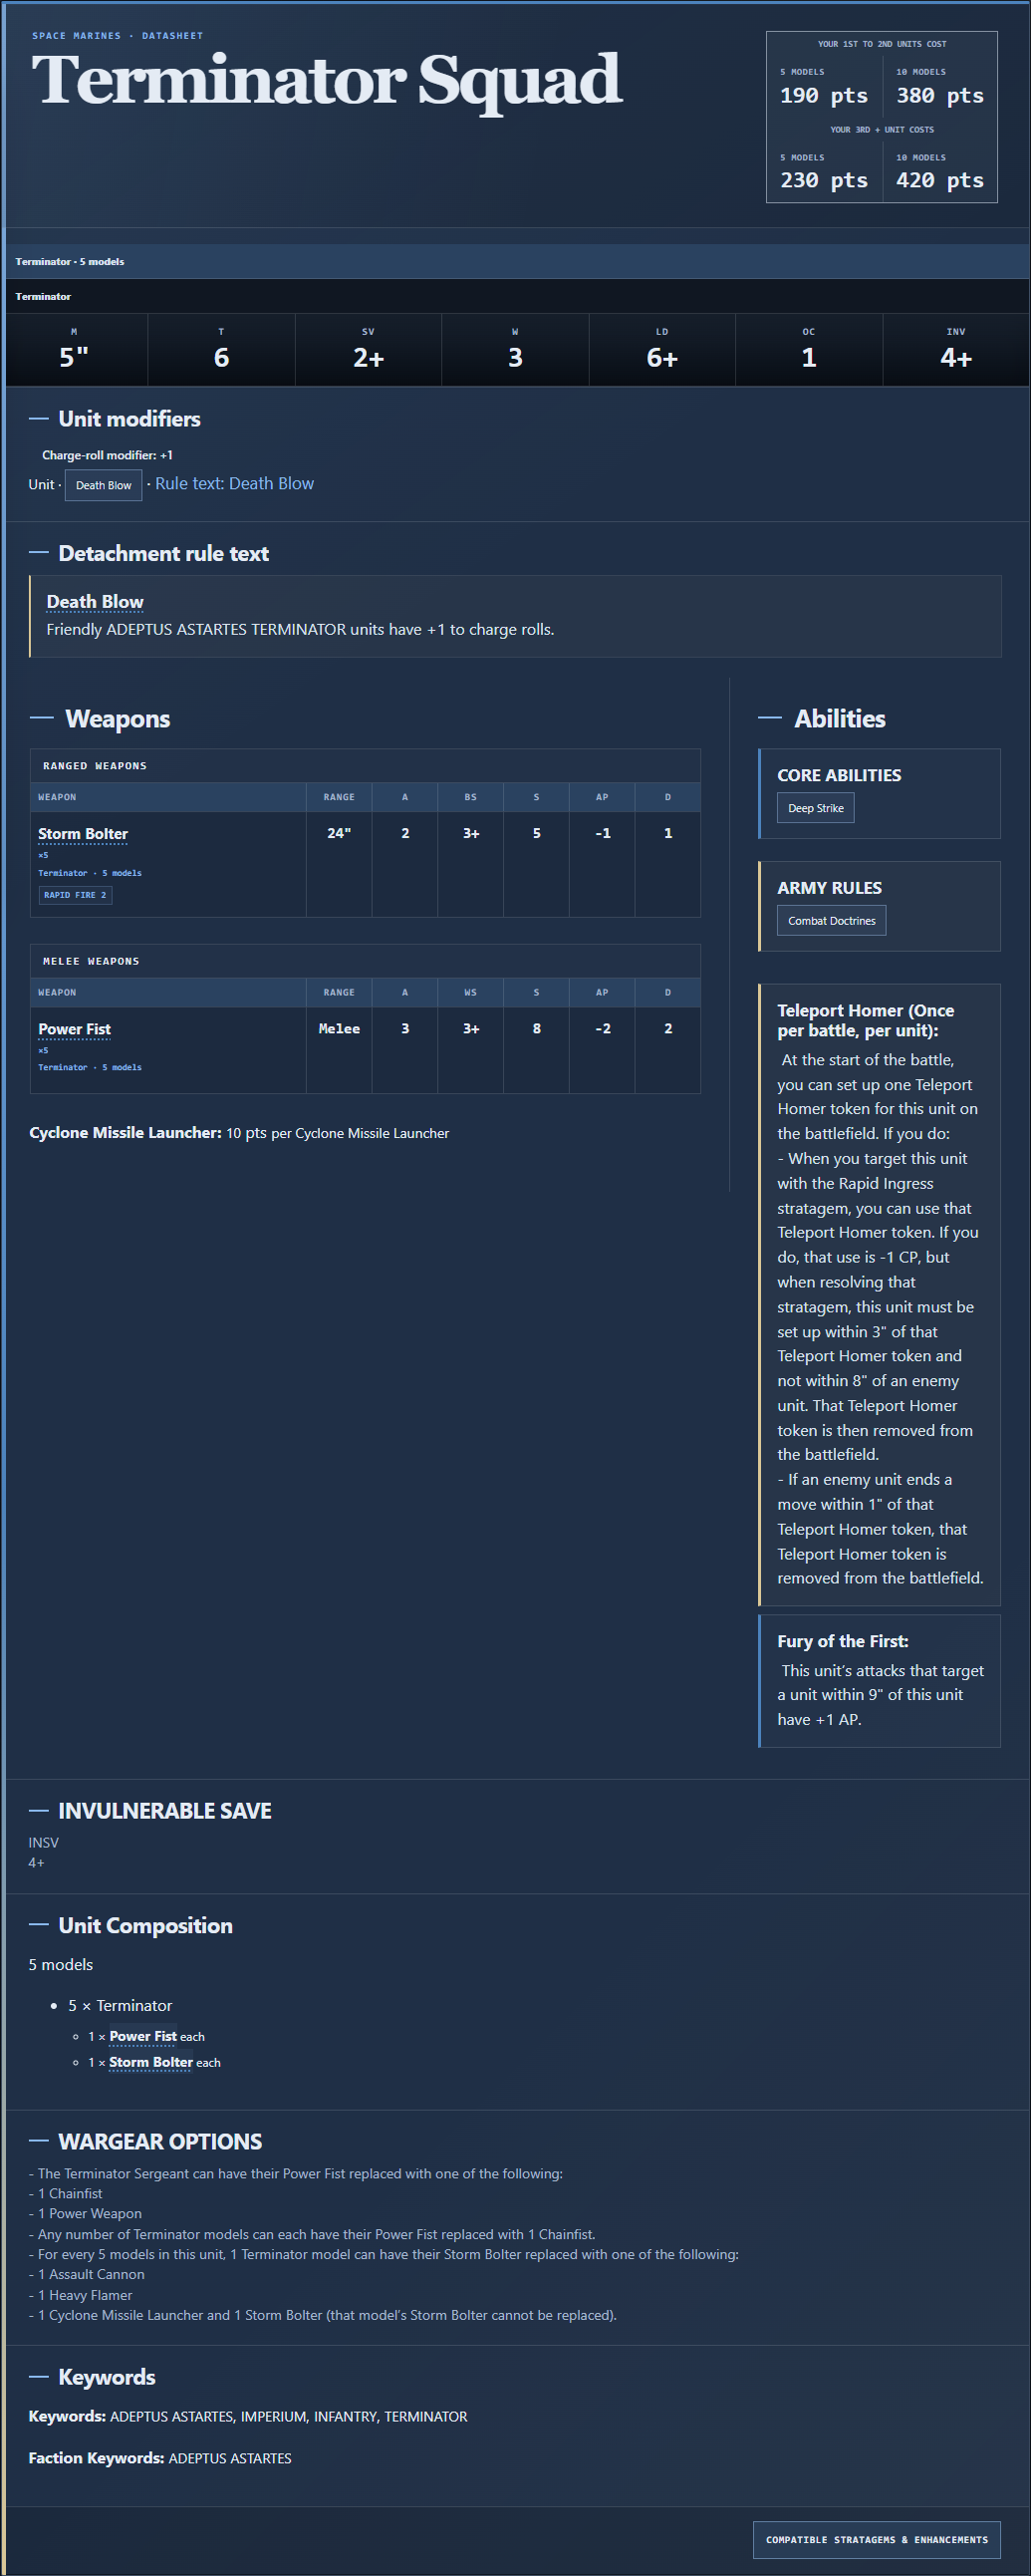 SPACE MARINES · DATASHEET
Terminator Squad
YOUR 1ST TO 2ND UNITS COST
5 MODELS
190 pts
10 MODELS
380 pts
YOUR 3RD + UNIT COSTS
5 MODELS
230 pts
10 MODELS
420 pts
Terminator · 5 models
Terminator
M T SV W LD OC INV
5" 6 2+ 3 6+ 1 4+
Unit modifiers
Charge-roll modifier: +1
Unit · Death Blow · Rule text: Death Blow
Detachment rule text
Death Blow
Friendly ADEPTUS ASTARTES TERMINATOR units have +1 to charge rolls.
Weapons
RANGED WEAPONS
WEAPON RANGE A BS S AP D
Storm Bolter 24" 2 3+ 5 -1 1
×5
Terminator · 5 models
RAPID FIRE 2
MELEE WEAPONS
WEAPON RANGE A WS S AP D
Power Fist Melee 3 3+ 8 -2 2
×5
Terminator · 5 models
Cyclone Missile Launcher: 10 pts per Cyclone Missile Launcher
Abilities
CORE ABILITIES
Deep Strike
ARMY RULES
Combat Doctrines
Teleport Homer (Once
per battle, per unit):
At the start of the battle,
you can set up one Teleport
Homer token for this unit on
the battlefield. If you do:
- When you target this unit
with the Rapid Ingress
stratagem, you can use that
Teleport Homer token. If you
do, that use is -1 CP, but
when resolving that
stratagem, this unit must be
set up within 3" of that
Teleport Homer token and
not within 8" of an enemy
unit. That Teleport Homer
token is then removed from
the battlefield.
- If an enemy unit ends a
move within 1" of that
Teleport Homer token, that
Teleport Homer token is
removed from the battlefield.
Fury of the First:
This unit's attacks that target
a unit within 9" of this unit
have +1 AP.
INVULNERABLE SAVE
INSV
4+
Unit Composition
5 models
• 5 × Terminator
◦ 1 × Power Fist each
◦ 1 × Storm Bolter each
WARGEAR OPTIONS
- The Terminator Sergeant can have their Power Fist replaced with one of the following:
- 1 Chainfist
- 1 Power Weapon
- Any number of Terminator models can each have their Power Fist replaced with 1 Chainfist.
- For every 5 models in this unit, 1 Terminator model can have their Storm Bolter replaced with one of the following:
- 1 Assault Cannon
- 1 Heavy Flamer
- 1 Cyclone Missile Launcher and 1 Storm Bolter (that model's Storm Bolter cannot be replaced).
Keywords
Keywords: ADEPTUS ASTARTES, IMPERIUM, INFANTRY, TERMINATOR
Faction Keywords: ADEPTUS ASTARTES
COMPATIBLE STRATAGEMS & ENHANCEMENTS